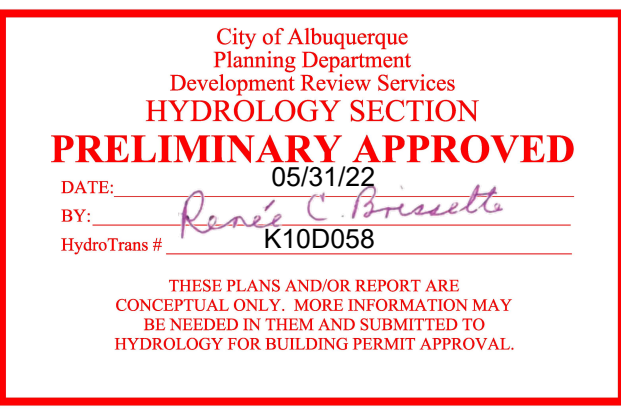 City of Albuquerque
Planning Department
Development Review Services
HYDROLOGY SECTION
PRELIMINARY APPROVED
DATE: 05/31/22
BY: Renée C. Brissette
HydroTrans # K10D058
THESE PLANS AND/OR REPORT ARE
CONCEPTUAL ONLY. MORE INFORMATION MAY
BE NEEDED IN THEM AND SUBMITTED TO
HYDROLOGY FOR BUILDING PERMIT APPROVAL.